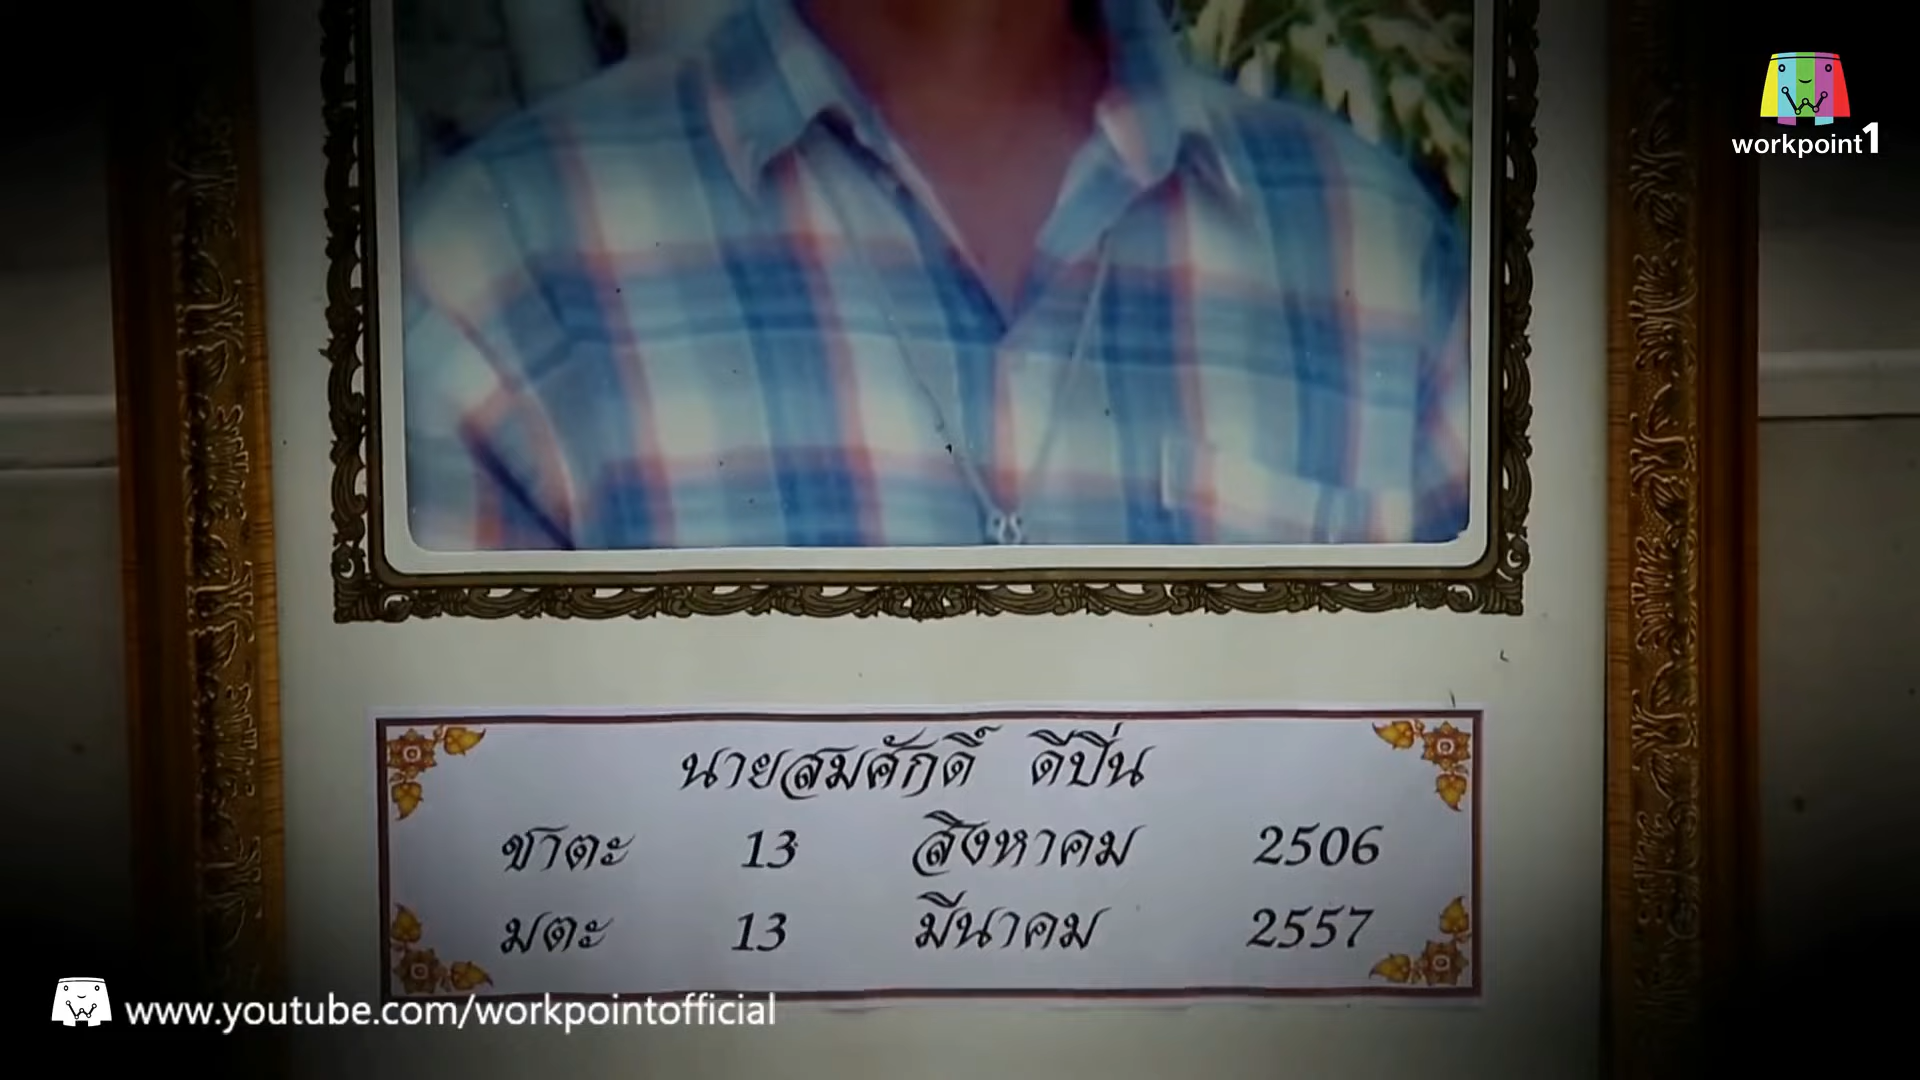 workpoint1
นายสมศักดิ์ ดีปิ่น
ชาตะ 13 สิงหาคม 2506
มตะ 13 มีนาคม 2557
www.youtube.com/workpointofficial